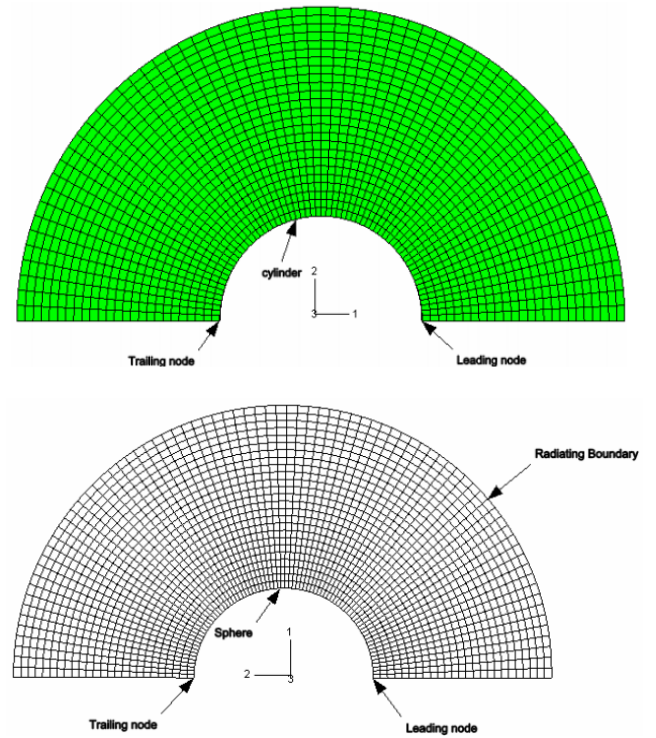 cylinder
2
3
1
Trailing node
Leading node
Radiating Boundary
Sphere
1
2
3
Trailing node
Leading node